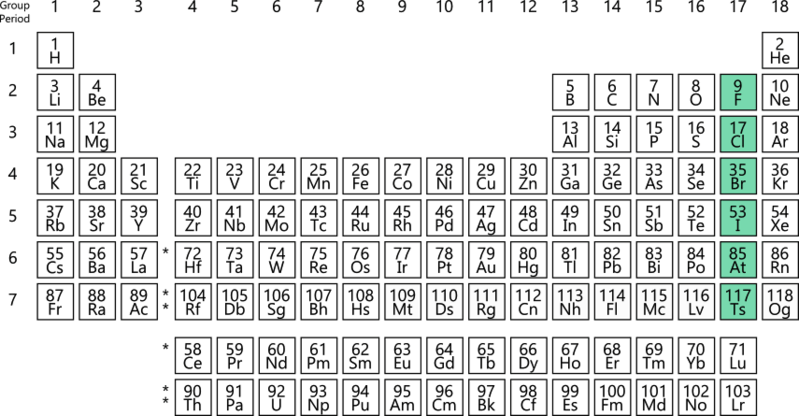 Group 1 2 3 4 5 6 7 8 9 10 11 12 13 14 15 16 17 18
Period
1 1 2
H He
2 3 4 5 6 7 8 9 10
Li Be B C N O F Ne
3 11 12 13 14 15 16 17 18
Na Mg Al Si P S Cl Ar
4 19 20 21 22 23 24 25 26 27 28 29 30 31 32 33 34 35 36
K Ca Sc Ti V Cr Mn Fe Co Ni Cu Zn Ga Ge As Se Br Kr
5 37 38 39 40 41 42 43 44 45 46 47 48 49 50 51 52 53 54
Rb Sr Y Zr Nb Mo Tc Ru Rh Pd Ag Cd In Sn Sb Te I Xe
6 55 56 57 * 72 73 74 75 76 77 78 79 80 81 82 83 84 85 86
Cs Ba La Hf Ta W Re Os Ir Pt Au Hg Tl Pb Bi Po At Rn
7 87 88 89 * 104 105 106 107 108 109 110 111 112 113 114 115 116 117 118
Fr Ra Ac * Rf Db Sg Bh Hs Mt Ds Rg Cn Nh Fl Mc Lv Ts Og
* 58 59 60 61 62 63 64 65 66 67 68 69 70 71
Ce Pr Nd Pm Sm Eu Gd Tb Dy Ho Er Tm Yb Lu
* 90 91 92 93 94 95 96 97 98 99 100 101 102 103
* Th Pa U Np Pu Am Cm Bk Cf Es Fm Md No Lr